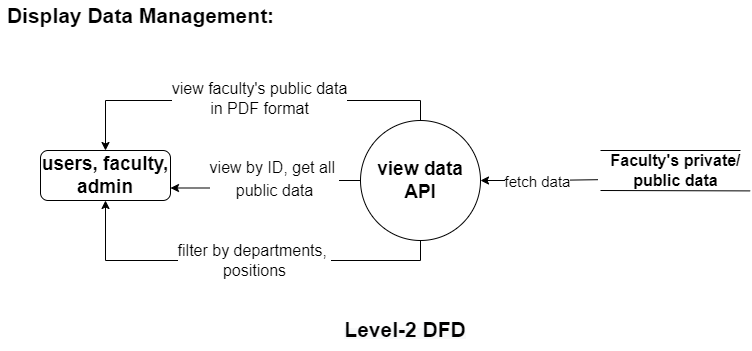 Display Data Management:
view faculty's public data
in PDF format
users, faculty,
admin
view by ID, get all
public data
view data
API
fetch data
Faculty's private/
public data
filter by departments,
positions
Level-2 DFD